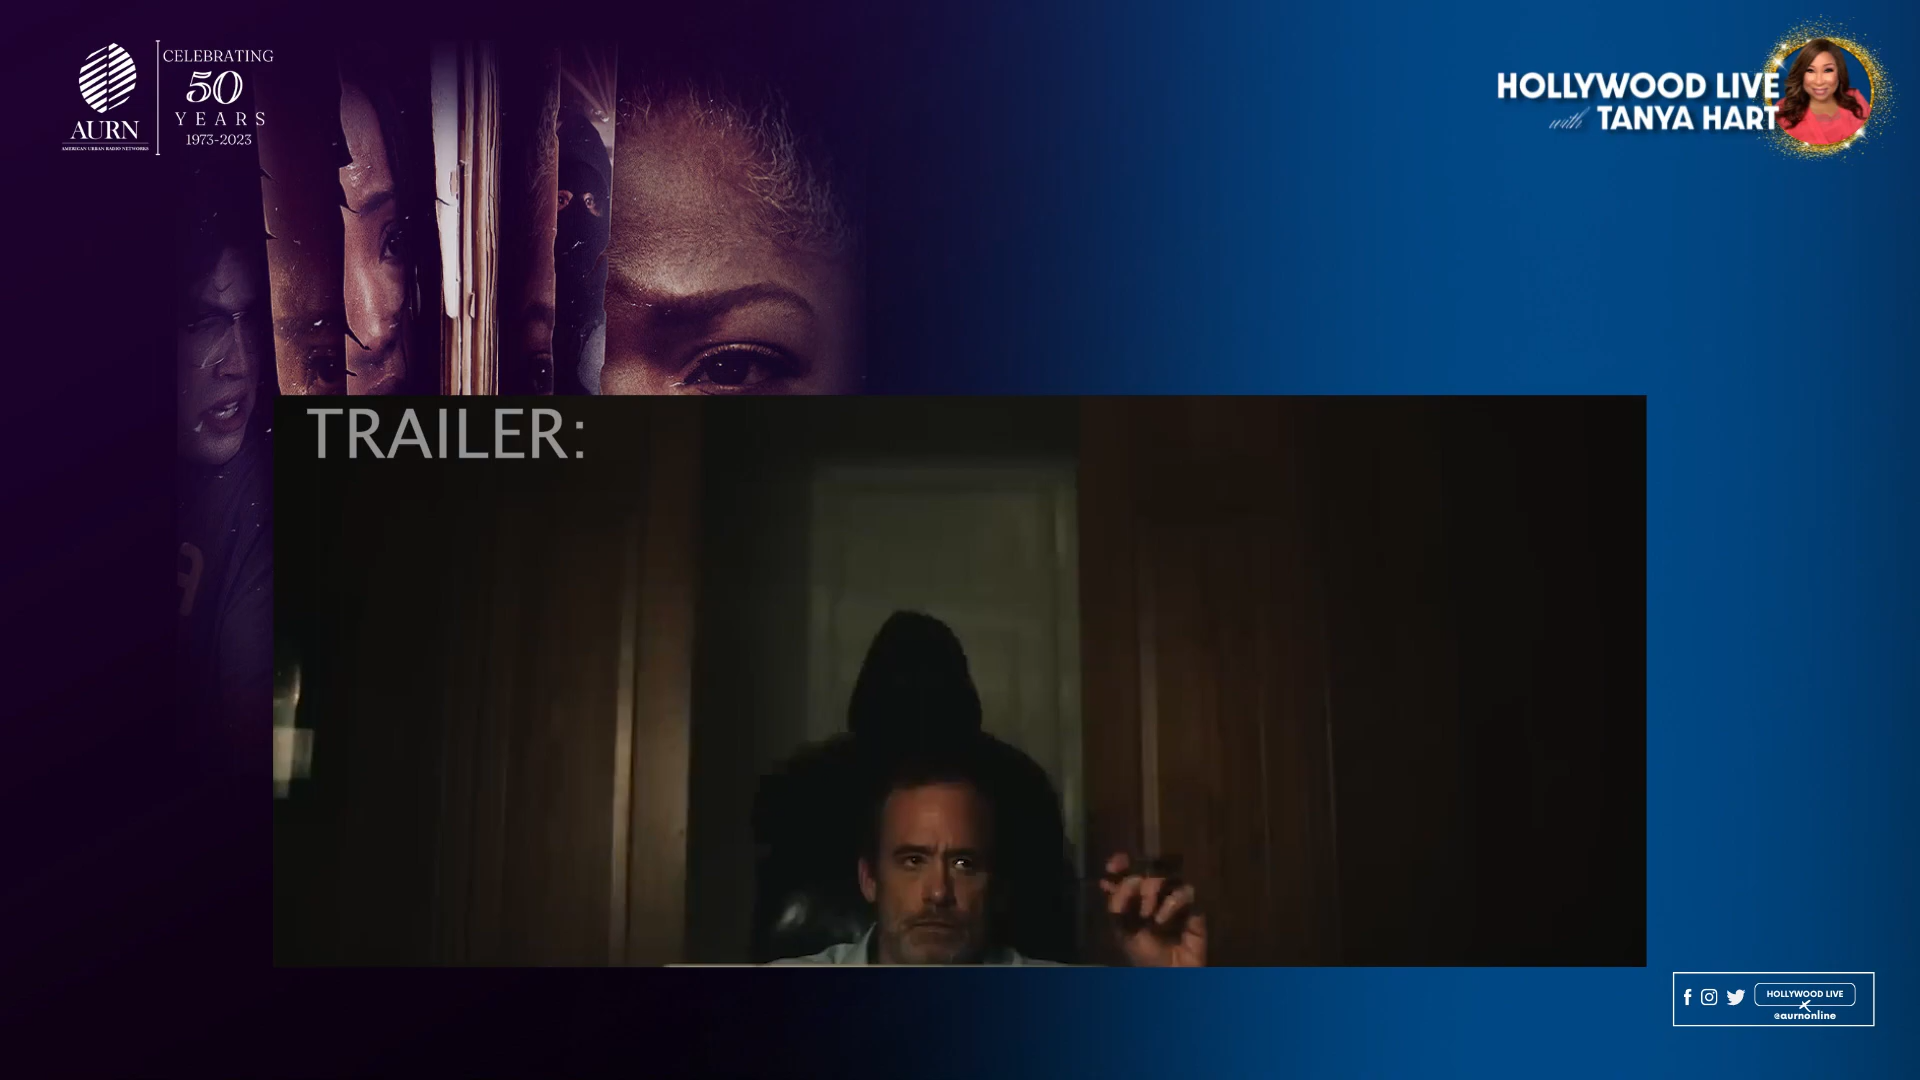 CELEBRATING
50
YEARS
1973-2023
AURN
AMERICAN URBAN RADIO NETWORKS
HOLLYWOOD LIVE
with TANYA HART
TRAILER:
HOLLYWOOD LIVE
@aurnonline